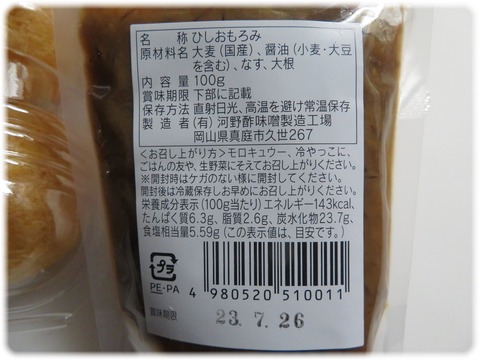 名称 ひしおもろみ
原材料名 大麦（国産）、醤油（小麦・大豆
を含む）、なす、大根
内容量 100g
賞味期限 下部に記載
保存方法 直射日光、高温を避け常温保存
製造者 (有)河野酢味噌製造工場
岡山県真庭市久世267
〈お召し上がり方〉モロキュウー、冷やっこに、
ごはんの友や、生野菜にそえてお召し上がりください。
※開封時はケガのない様に開封してください。
開封後は冷蔵保存しお早めにお召し上がりください。
栄養成分表示（100g当たり）エネルギー143kcal、
たんぱく質6.3g、脂質2.6g、炭水化物23.7g、
食塩相当量5.59g（この表示値は、目安です。）
プラ
PE・PA
4 980520 510011
賞味期限 23.7.26